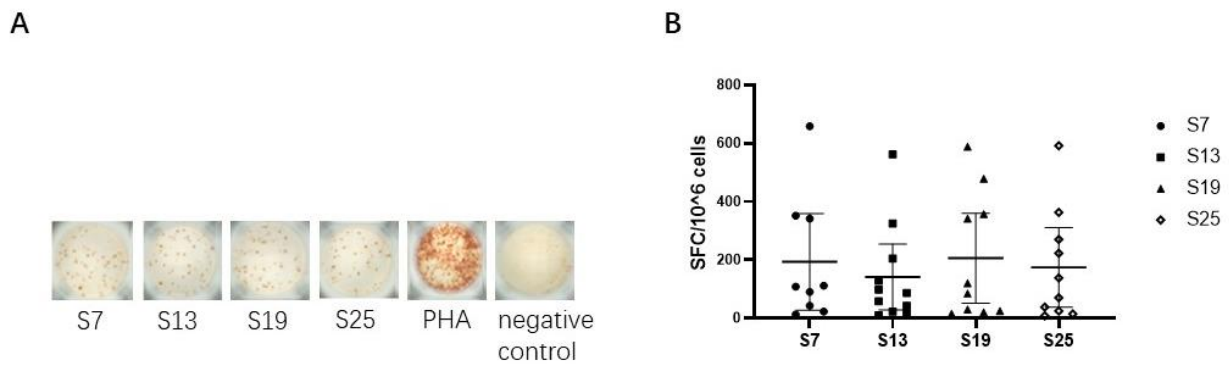 A
S7
S13
S19
S25
PHA
negative
control
B
SFC/10^6 cells
800
600
400
200
0
S7
S13
S19
S25
S7
S13
S19
S25